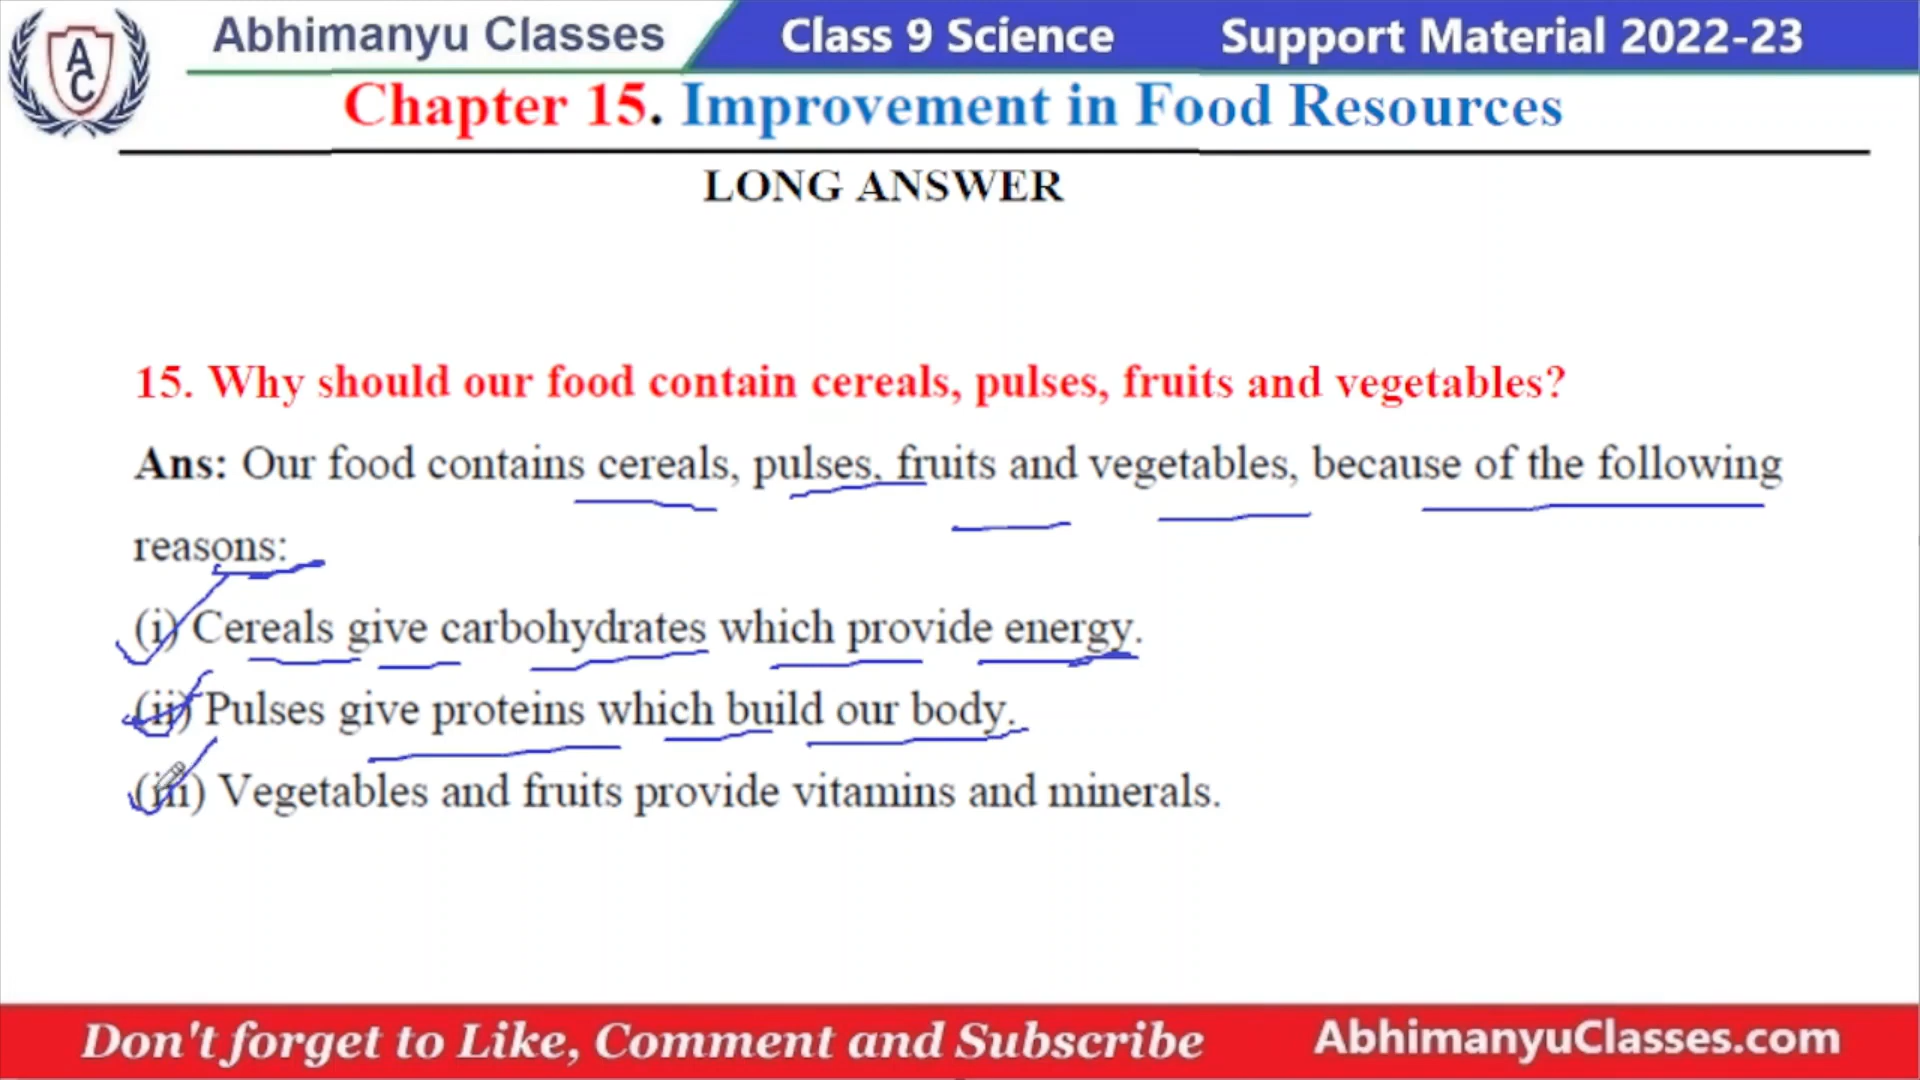 AC
Abhimanyu Classes
Class 9 Science
Support Material 2022-23
Chapter 15. Improvement in Food Resources
LONG ANSWER
15. Why should our food contain cereals, pulses, fruits and vegetables?
Ans: Our food contains cereals, pulses, fruits and vegetables, because of the following
reasons:
(i) Cereals give carbohydrates which provide energy.
(ii) Pulses give proteins which build our body.
(iii) Vegetables and fruits provide vitamins and minerals.
Don't forget to Like, Comment and Subscribe
AbhimanyuClasses.com